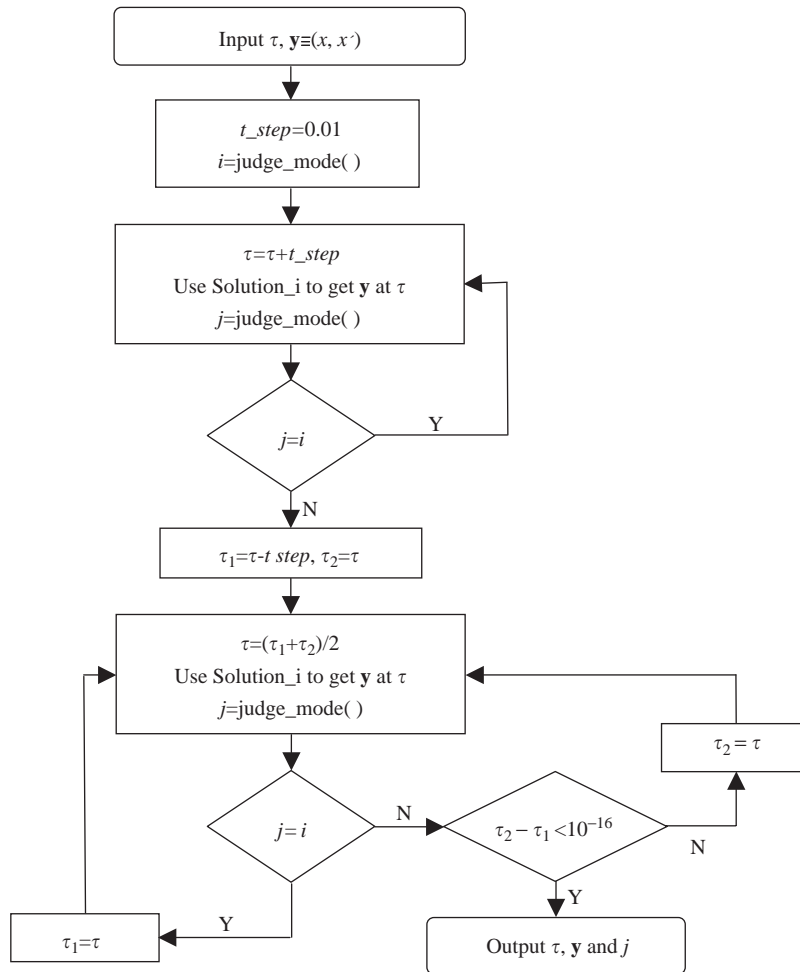 Input τ, y≡(x, x´)
t_step=0.01
i=judge_mode( )
τ=τ+t_step
Use Solution_i to get y at τ
j=judge_mode( )
j=i
Y
N
τ₁=τ-t step, τ₂=τ
τ=(τ₁+τ₂)/2
Use Solution_i to get y at τ
j=judge_mode( )
τ₂ = τ
j=i
N
τ₂ − τ₁ <10⁻¹⁶
N
Y
Y
τ₁=τ
Output τ, y and j